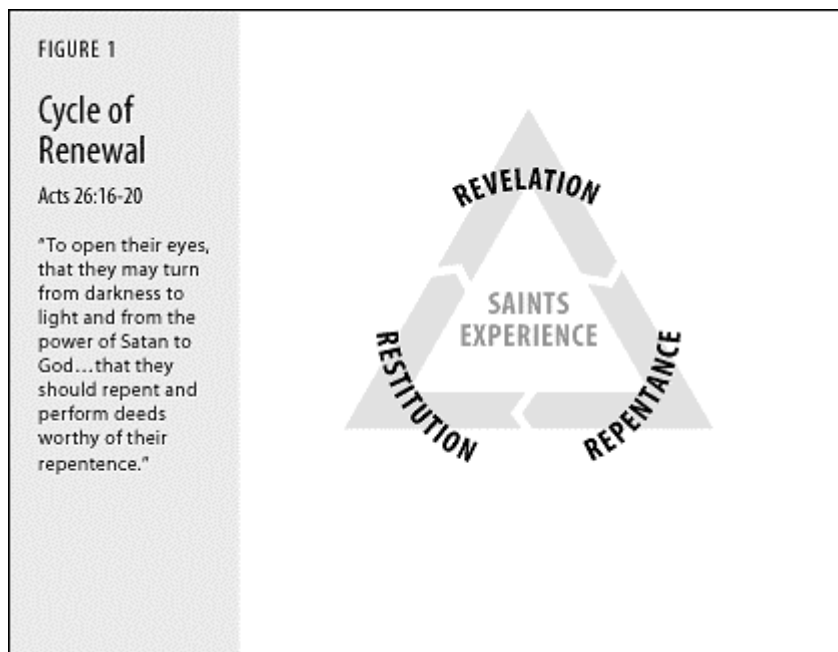 FIGURE 1
Cycle of
Renewal
Acts 26:16-20
"To open their eyes,
that they may turn
from darkness to
light and from the
power of Satan to
God...that they
should repent and
perform deeds
worthy of their
repentence."
REVELATION
SAINTS
EXPERIENCE
RESTITUTION
REPENTANCE